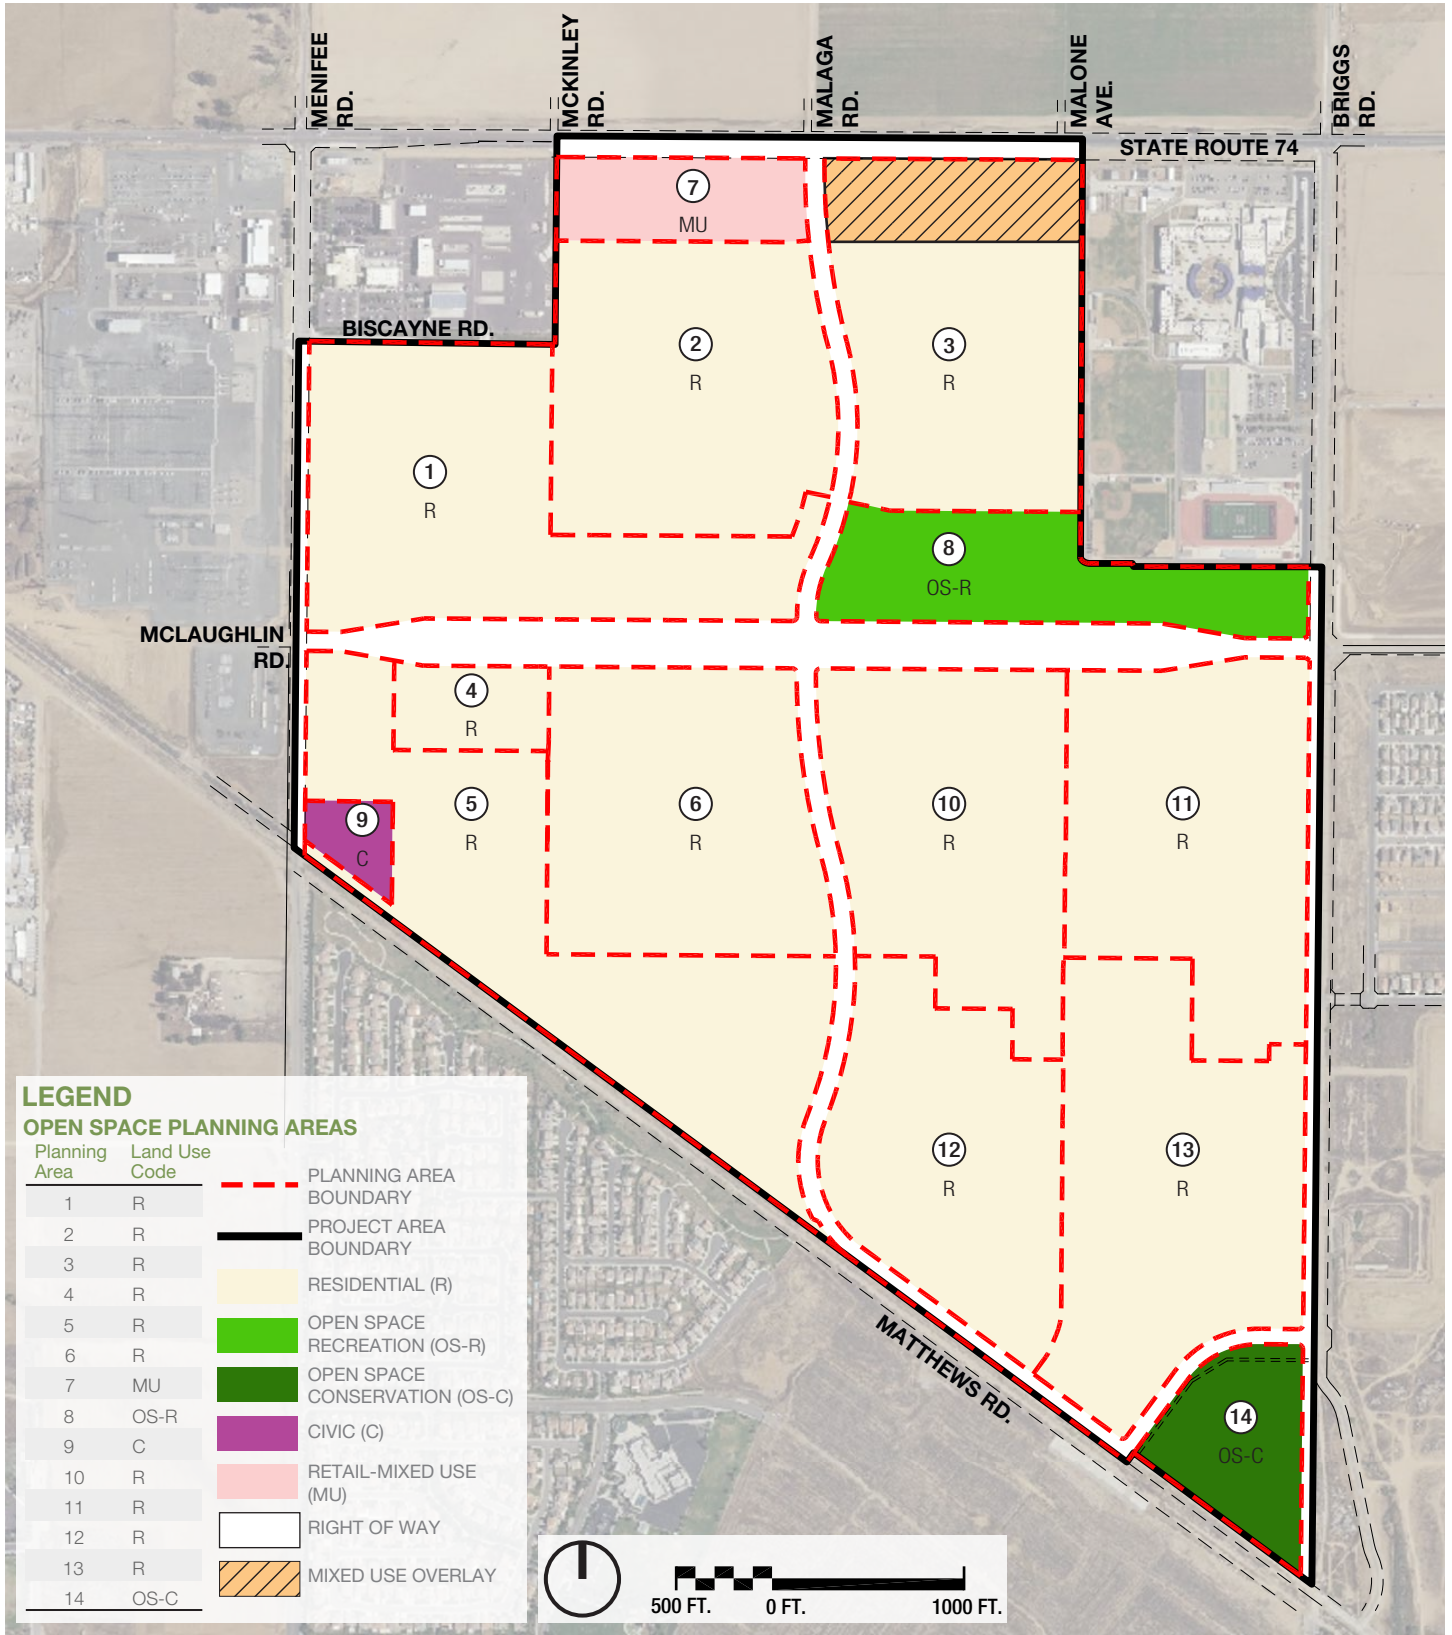 MENIFEE
RD.
MCKINLEY
RD.
MALAGA
RD.
MALONE
AVE.
BRIGGS
RD.
STATE ROUTE 74
7
MU
BISCAYNE RD.
2
R
3
R
1
R
8
OS-R
MCLAUGHLIN
RD.
4
R
5
R
6
R
10
R
11
R
9
C
12
R
13
R
MATTHEWS RD.
14
OS-C
LEGEND
OPEN SPACE PLANNING AREAS
Planning
Area
Land Use
Code
1 R
2 R
3 R
4 R
5 R
6 R
7 MU
8 OS-R
9 C
10 R
11 R
12 R
13 R
14 OS-C
PLANNING AREA
BOUNDARY
PROJECT AREA
BOUNDARY
RESIDENTIAL (R)
OPEN SPACE
RECREATION (OS-R)
OPEN SPACE
CONSERVATION (OS-C)
CIVIC (C)
RETAIL-MIXED USE
(MU)
RIGHT OF WAY
MIXED USE OVERLAY
500 FT. 0 FT. 1000 FT.